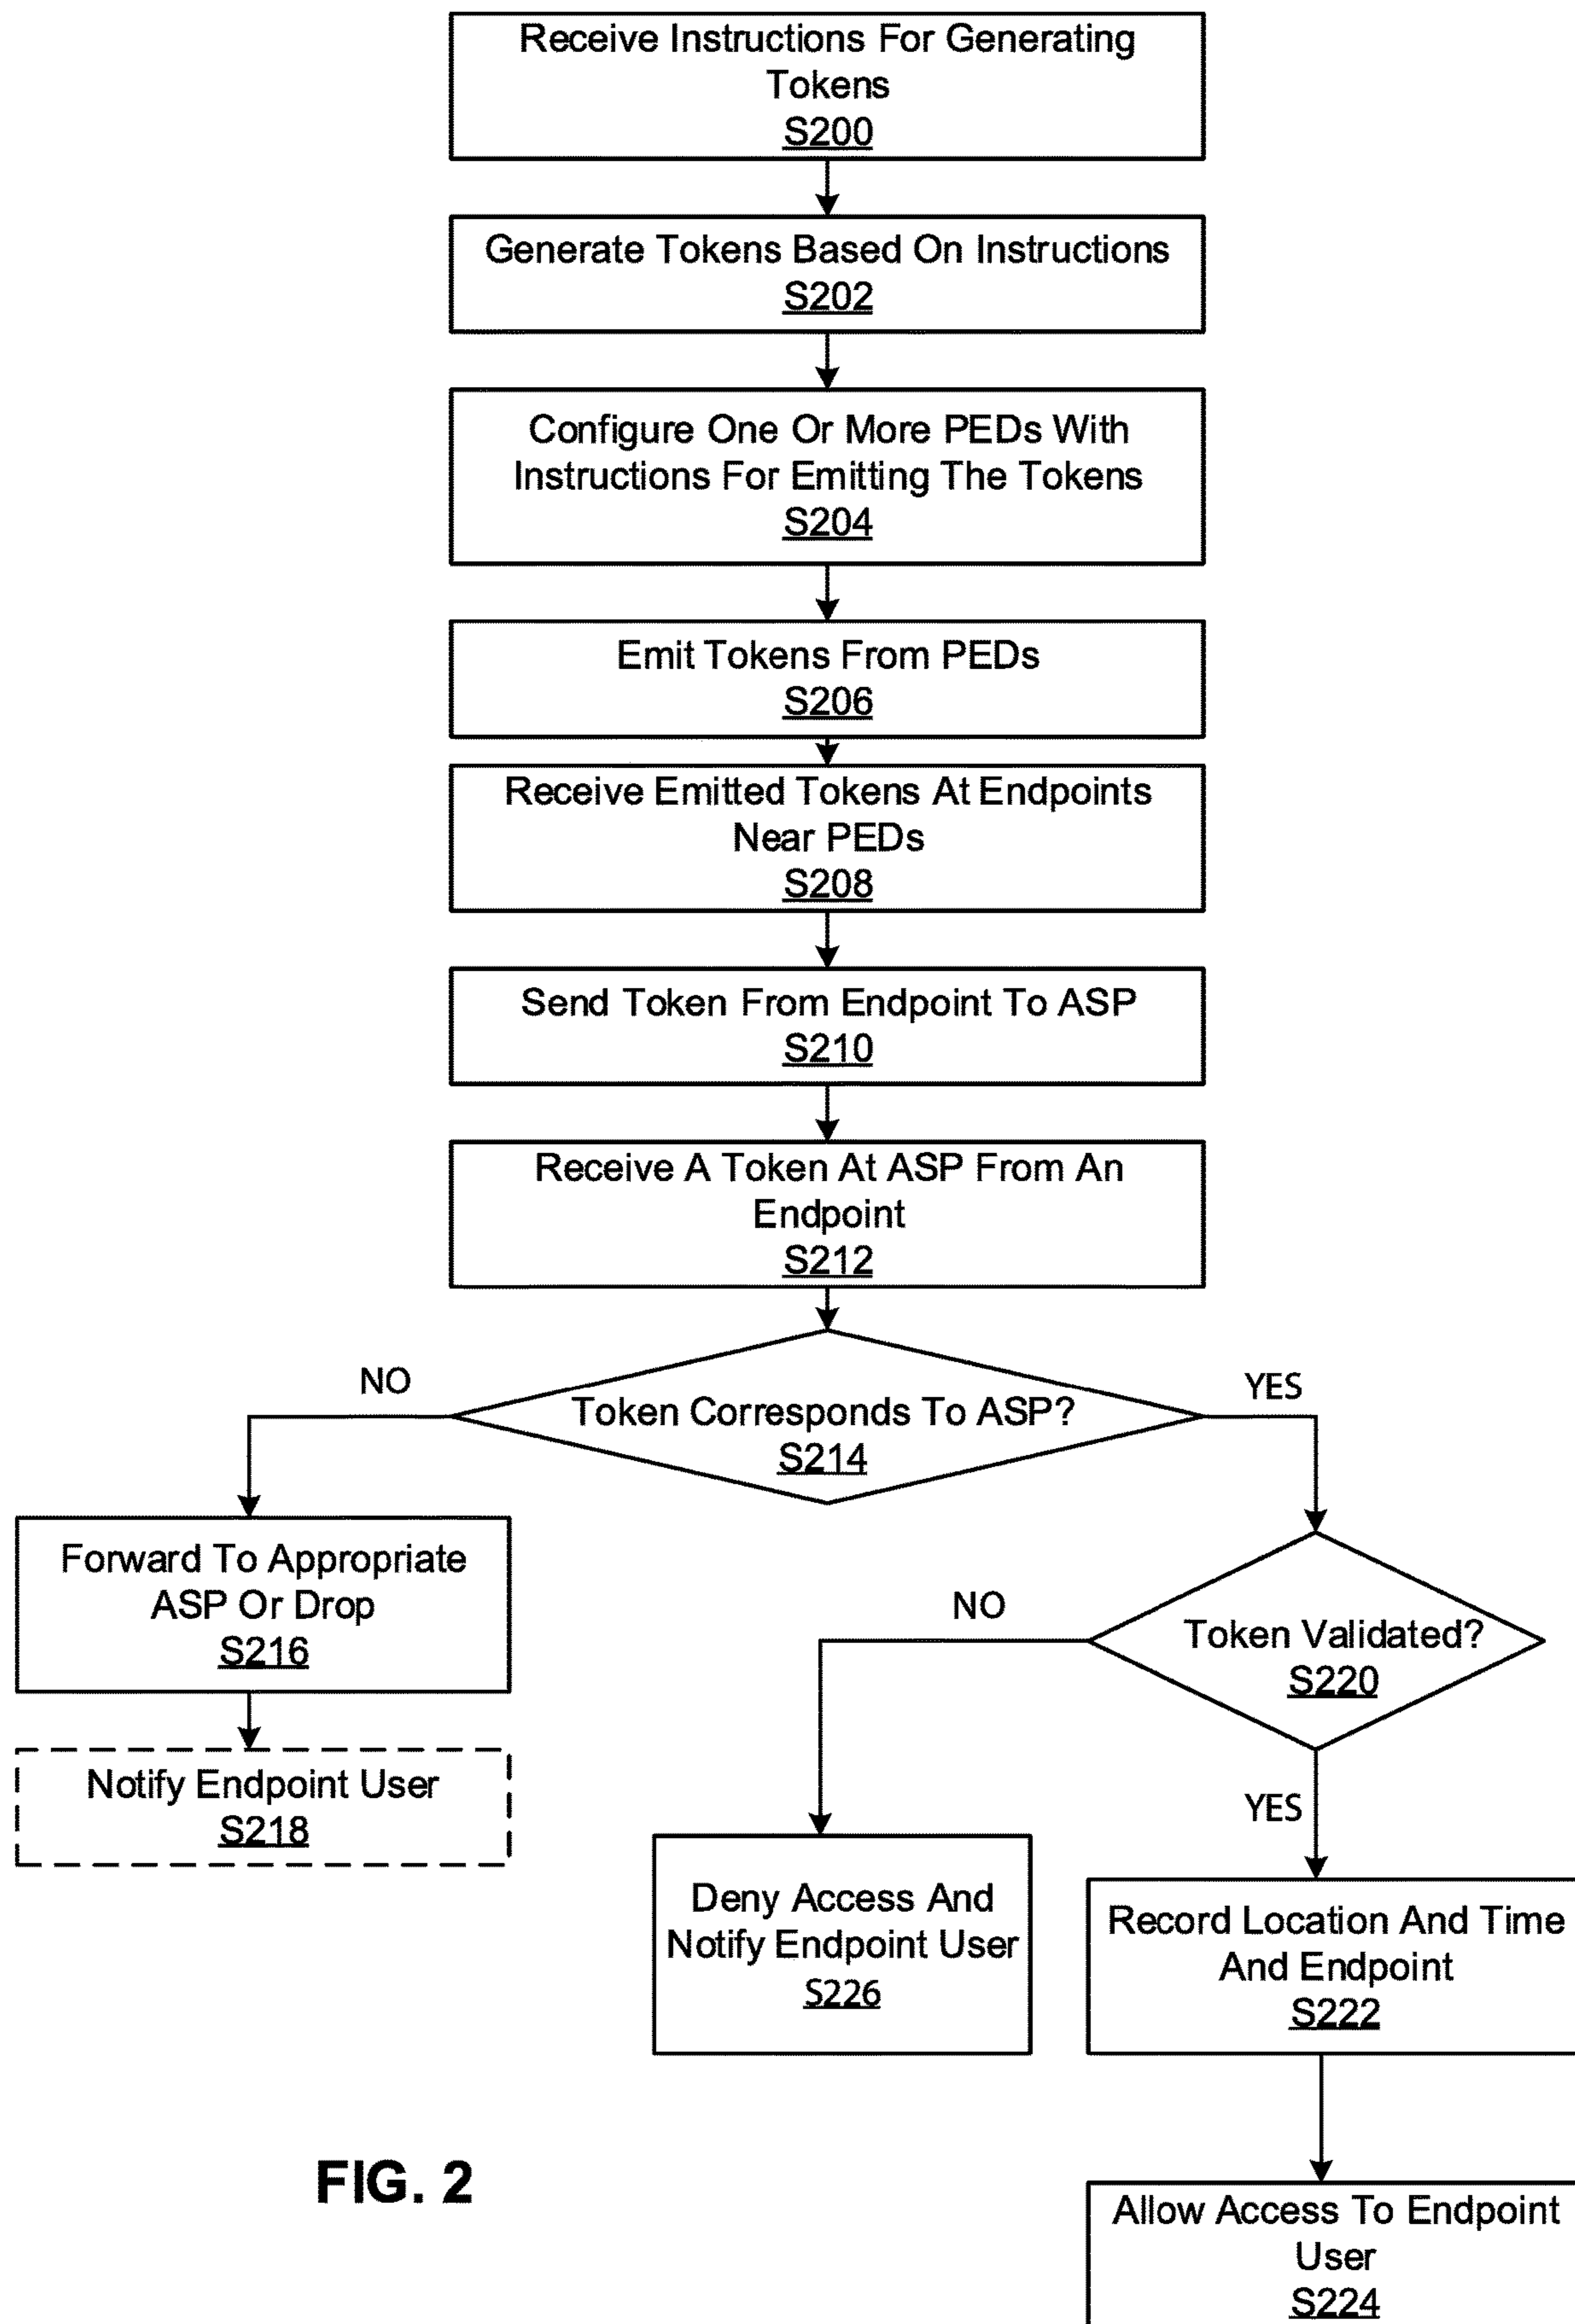 Receive Instructions For Generating
Tokens
S200
Generate Tokens Based On Instructions
S202
Configure One Or More PEDs With
Instructions For Emitting The Tokens
S204
Emit Tokens From PEDs
S206
Receive Emitted Tokens At Endpoints
Near PEDs
S208
Send Token From Endpoint To ASP
S210
Receive A Token At ASP From An
Endpoint
S212
NO
YES
Token Corresponds To ASP?
S214
Forward To Appropriate
ASP Or Drop
S216
Notify Endpoint User
S218
NO
Token Validated?
S220
YES
Deny Access And
Notify Endpoint User
S226
Record Location And Time
And Endpoint
S222
Allow Access To Endpoint
User
S224
FIG. 2